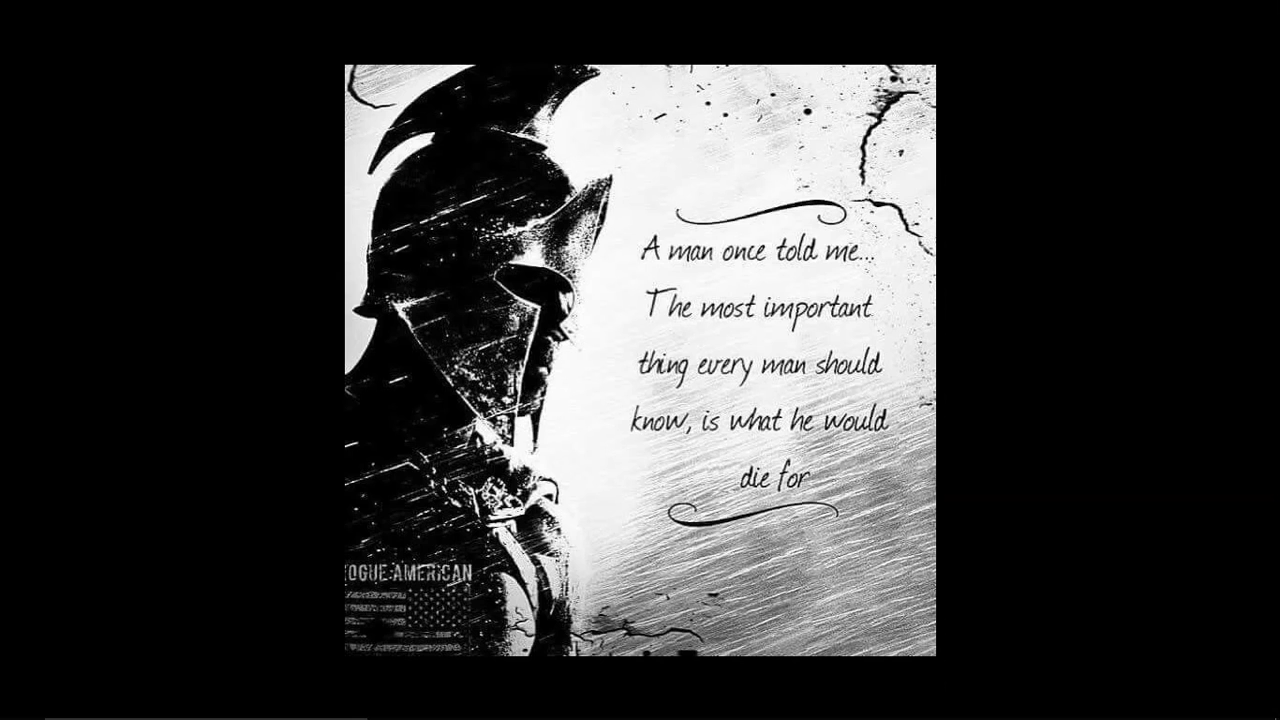 A man once told me...
The most important
thing every man should
know, is what he would
die for
OGUE AMERICAN